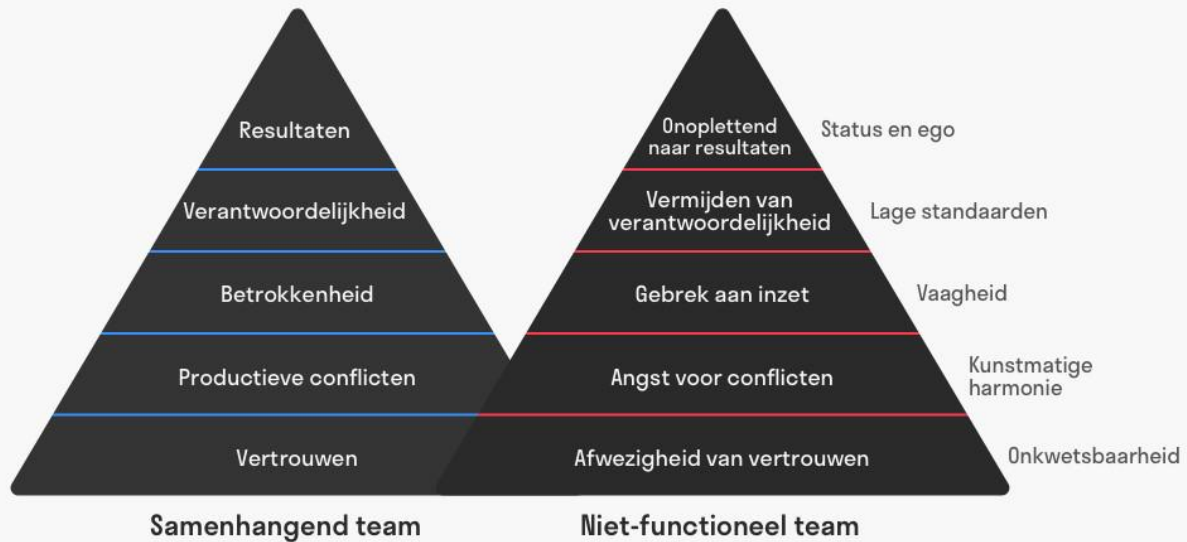 Resultaten
Verantwoordelijkheid
Betrokkenheid
Productieve conflicten
Vertrouwen
Samenhangend team
Onoplettend
naar resultaten
Status en ego
Vermijden van
verantwoordelijkheid
Lage standaarden
Gebrek aan inzet
Vaagheid
Angst voor conflicten
Kunstmatige
harmonie
Afwezigheid van vertrouwen
Onkwetsbaarheid
Niet-functioneel team